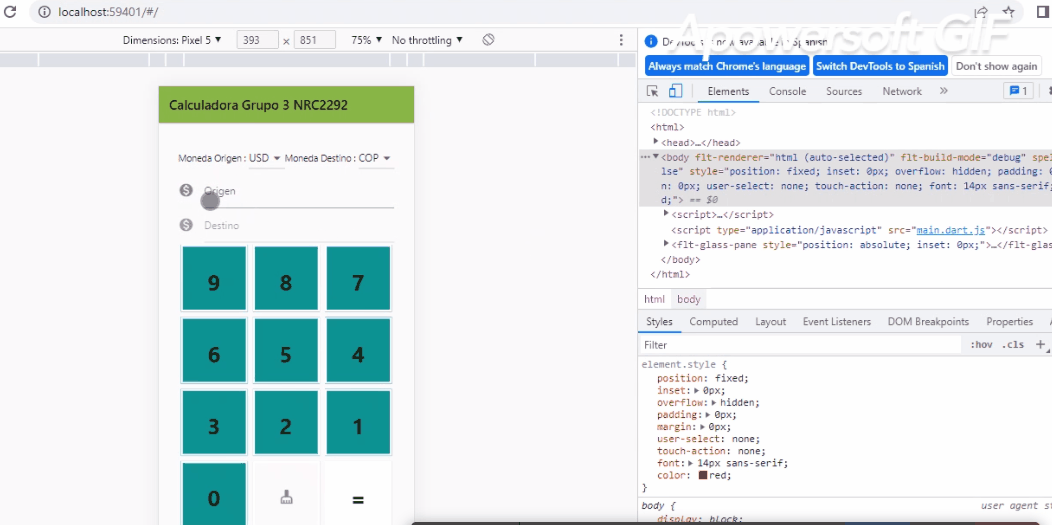 localhost:59401/#/
Apowersoft GIF
Dimensions: Pixel 5 ▼ 393 × 851 75% ▼ No throttling ▼
DevTools is now available in Spanish
Always match Chrome's language Switch DevTools to Spanish Don't show again
Elements Console Sources Network » 1
<!DOCTYPE html>
<html>
▶<head>…</head>
⋯▼<body flt-renderer="html (auto-selected)" flt-build-mode="debug" spel
lse" style="position: fixed; inset: 0px; overflow: hidden; padding: 0
n: 0px; user-select: none; touch-action: none; font: 14px sans-serif;
d;"> == $0
▶<script>…</script>
<script type="application/javascript" src="main.dart.js"></script>
▶<flt-glass-pane style="position: absolute; inset: 0px;">…</flt-glas
</body>
</html>
html body
Styles Computed Layout Event Listeners DOM Breakpoints Properties
Filter :hov .cls +
element.style {
position: fixed;
inset:▶ 0px;
overflow:▶ hidden;
padding:▶ 0px;
margin:▶ 0px;
user-select: none;
touch-action: none;
font:▶ 14px sans-serif;
color: red;
}
body { user agent st
display: block;
Calculadora Grupo 3 NRC2292
Moneda Origen : USD ▼ Moneda Destino : COP ▼
Origen
Destino
9 8 7
6 5 4
3 2 1
0 =